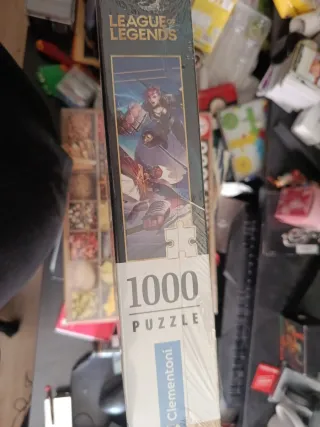 LEAGUE OF
LEGENDS
1000
PUZZLE
Clementoni